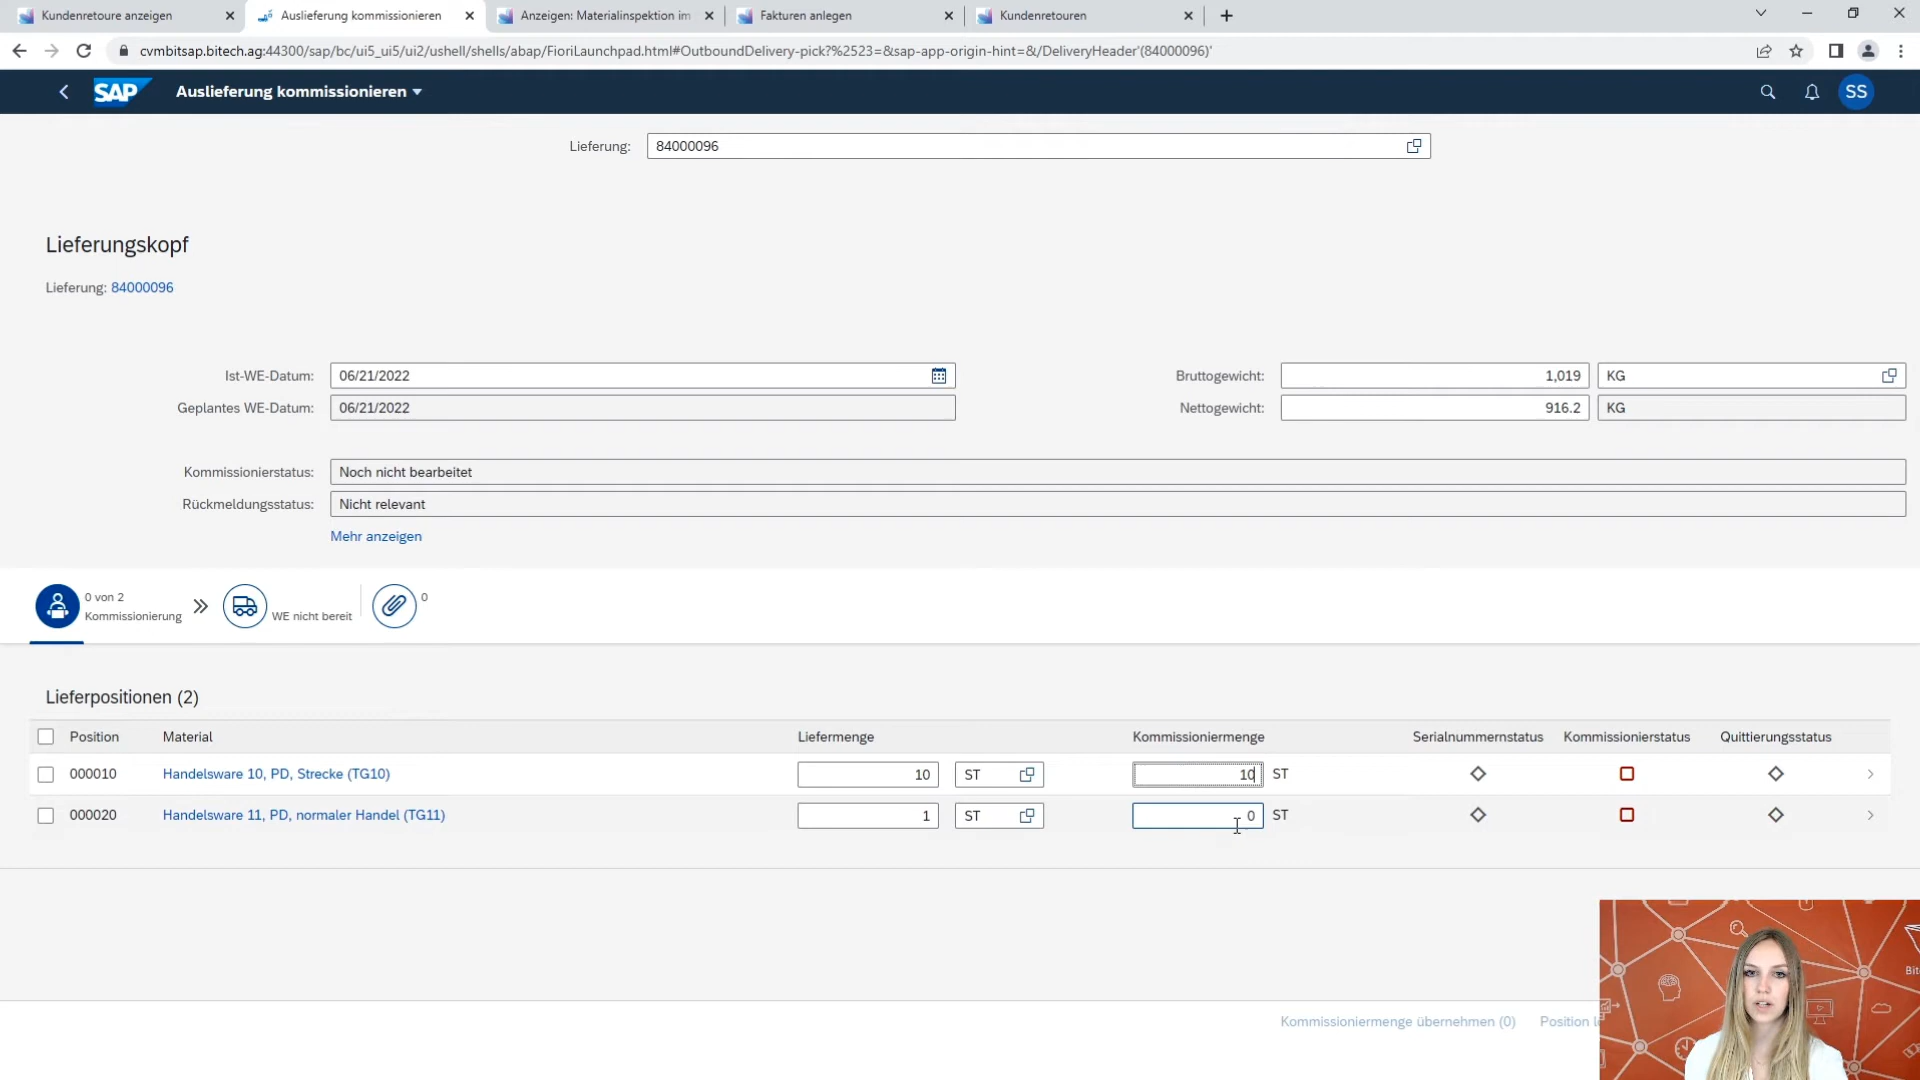 Kundenretoure anzeigen
Auslieferung kommissionieren
Anzeigen: Materialinspektion im
Fakturen anlegen
Kundenretouren
cvmbitsap.bitech.ag:44300/sap/bc/ui5_ui5/ui2/ushell/shells/abap/FioriLaunchpad.html#OutboundDelivery-pick?%2523=&sap-app-origin-hint=&/DeliveryHeader'(84000096)'
SAP
Auslieferung kommissionieren
SS
Lieferung: 84000096
Lieferungskopf
Lieferung: 84000096
Ist-WE-Datum: 06/21/2022
Bruttogewicht: 1,019 KG
Geplantes WE-Datum: 06/21/2022
Nettogewicht: 916.2 KG
Kommissionierstatus: Noch nicht bearbeitet
Rückmeldungsstatus: Nicht relevant
Mehr anzeigen
0 von 2
Kommissionierung
WE nicht bereit
0
Lieferpositionen (2)
Position Material Liefermenge Kommissioniermenge Serialnummernstatus Kommissionierstatus Quittierungsstatus
000010 Handelsware 10, PD, Strecke (TG10) 10 ST 10 ST
000020 Handelsware 11, PD, normaler Handel (TG11) 1 ST 0 ST
Kommissioniermenge übernehmen (0) Position